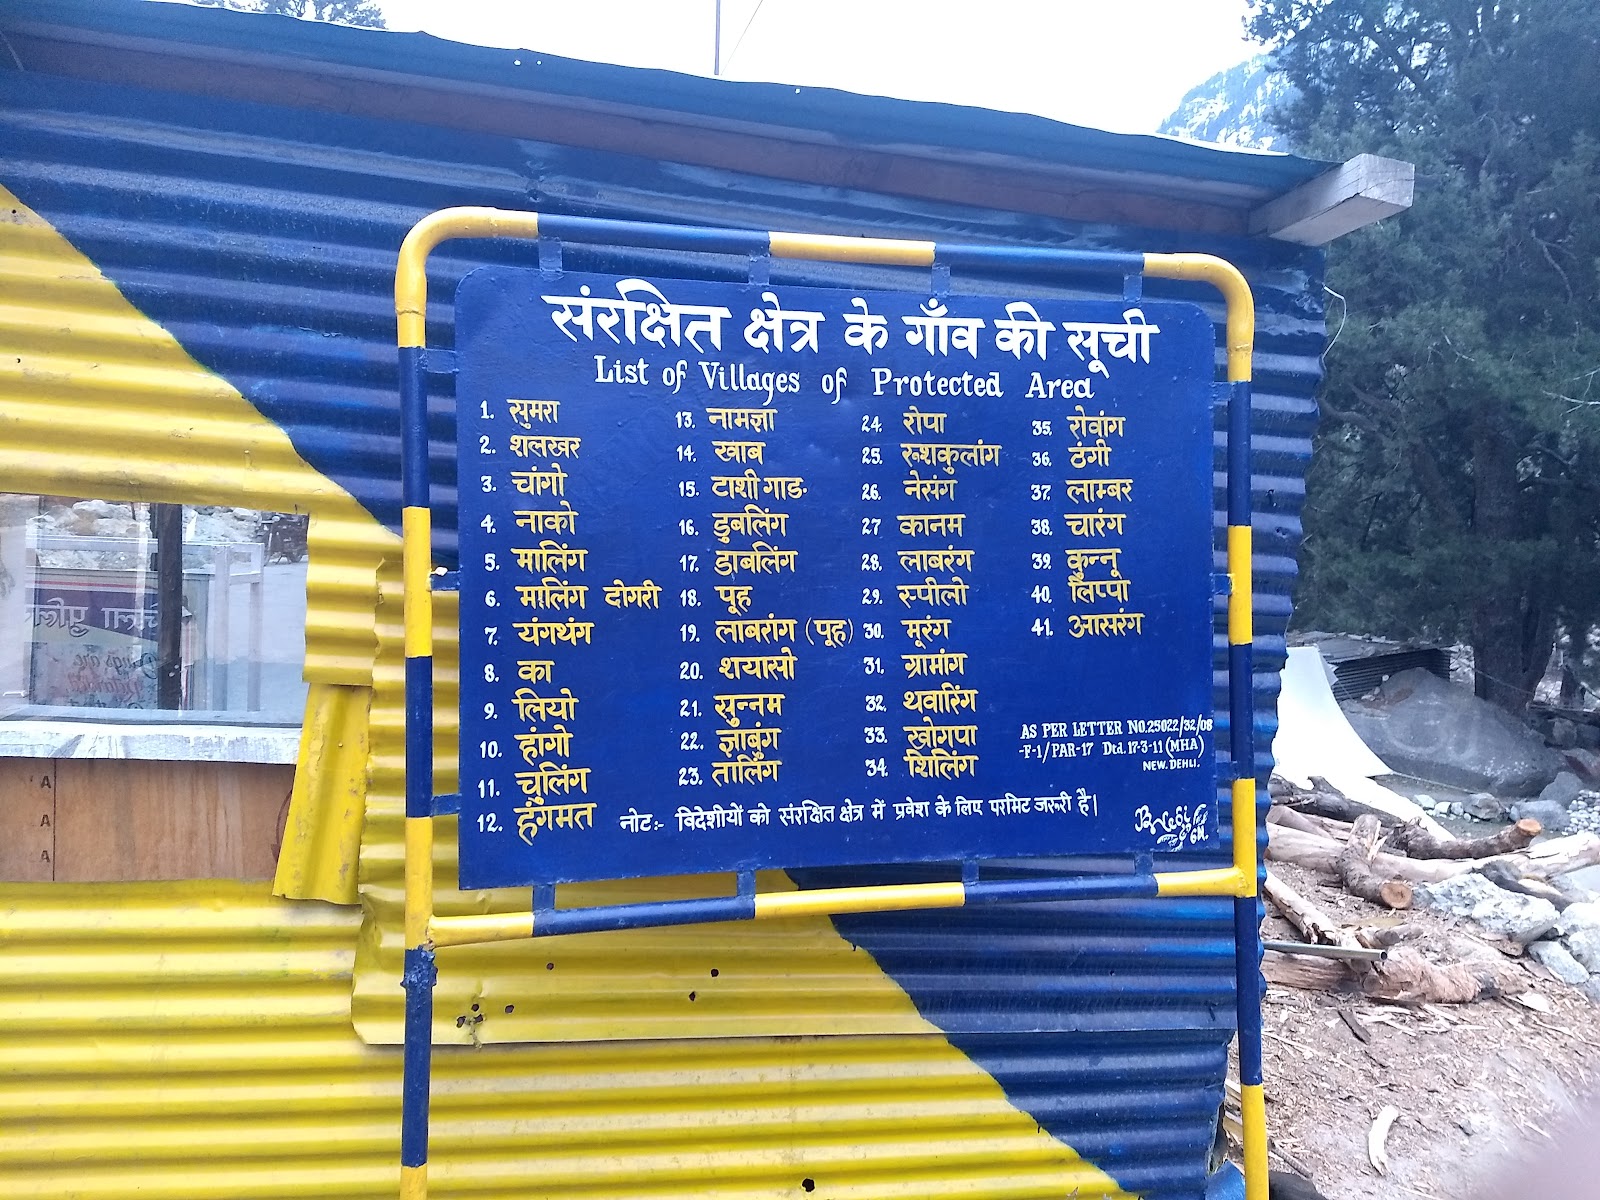 संरक्षित क्षेत्र के गाँव की सूची
List of Villages of Protected Area
1. सुमरा
2. शलखर
3. चांगो
4. नाको
5. मालिंग
6. मालिंग दोगरी
7. यंगथंग
8. का
9. लियो
10. हांगो
11. चुलिंग
12. हंगमत
13. नामज्ञा
14. खाब
15. टाशीगाङ
16. डुबलिंग
17. डाबलिंग
18. पूह
19. लाबरांग (पूह)
20. शयासो
21. सुन्नम
22. ज्ञाबुंग
23. तालिंग
24. रोपा
25. रूशकुलांग
26. नेसंग
27 कानम
28. लाबरंग
29. स्पीलो
30. मूरंग
31. ग्रामांग
32. थवारिंग
33. खोगपा
34. शिलिंग
35. रोवांग
36. ठंगी
37. लाम्बर
38. चारंग
39. कुन्नू
40. लिप्पा
41. आसरंग
AS PER LETTER NO.25022/32/08
-F-1/PAR-17 Dtd. 17-3-11 (MHA)
NEW. DEHLI.
नोट:- विदेशीयों को संरक्षित क्षेत्र में प्रवेश के लिए परमिट जरूरी है।